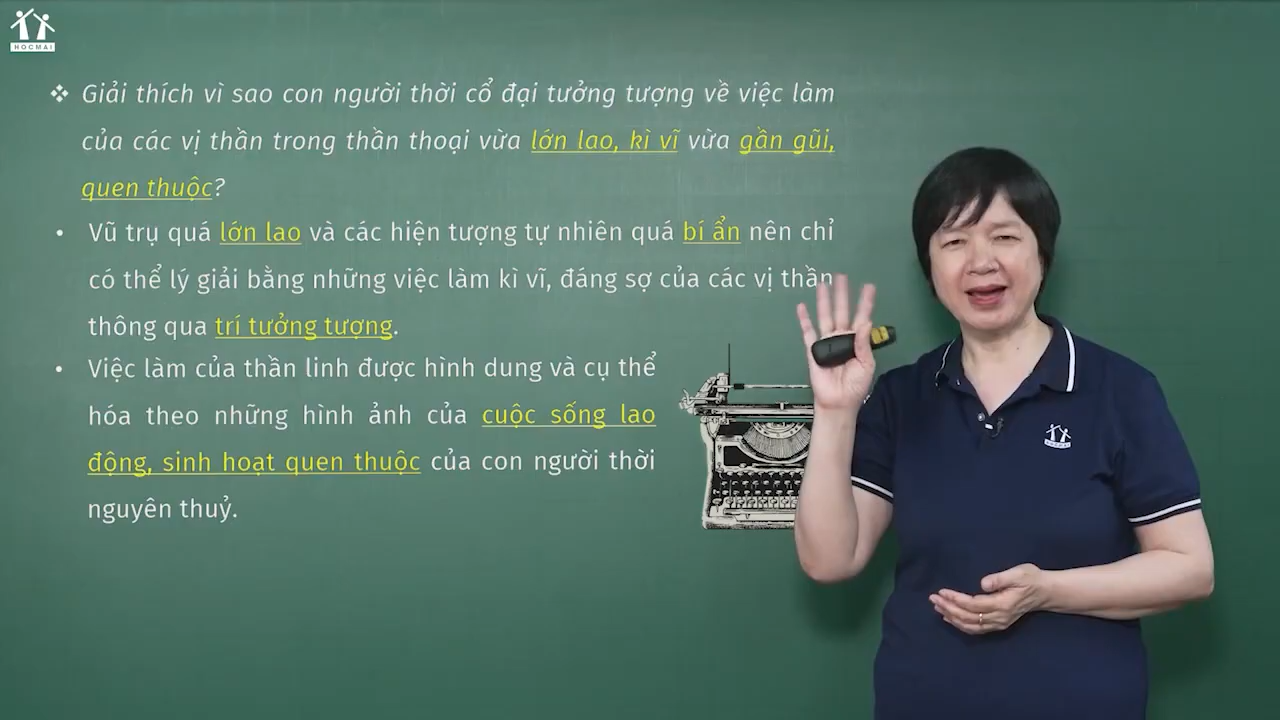 HOCMAI
❖ Giải thích vì sao con người thời cổ đại tưởng tượng về việc làm
của các vị thần trong thần thoại vừa lớn lao, kì vĩ vừa gần gũi,
quen thuộc?
• Vũ trụ quá lớn lao và các hiện tượng tự nhiên quá bí ẩn nên chỉ
có thể lý giải bằng những việc làm kì vĩ, đáng sợ của các vị thần
thông qua trí tưởng tượng.
• Việc làm của thần linh được hình dung và cụ thể
hóa theo những hình ảnh của cuộc sống lao
động, sinh hoạt quen thuộc của con người thời
nguyên thuỷ.